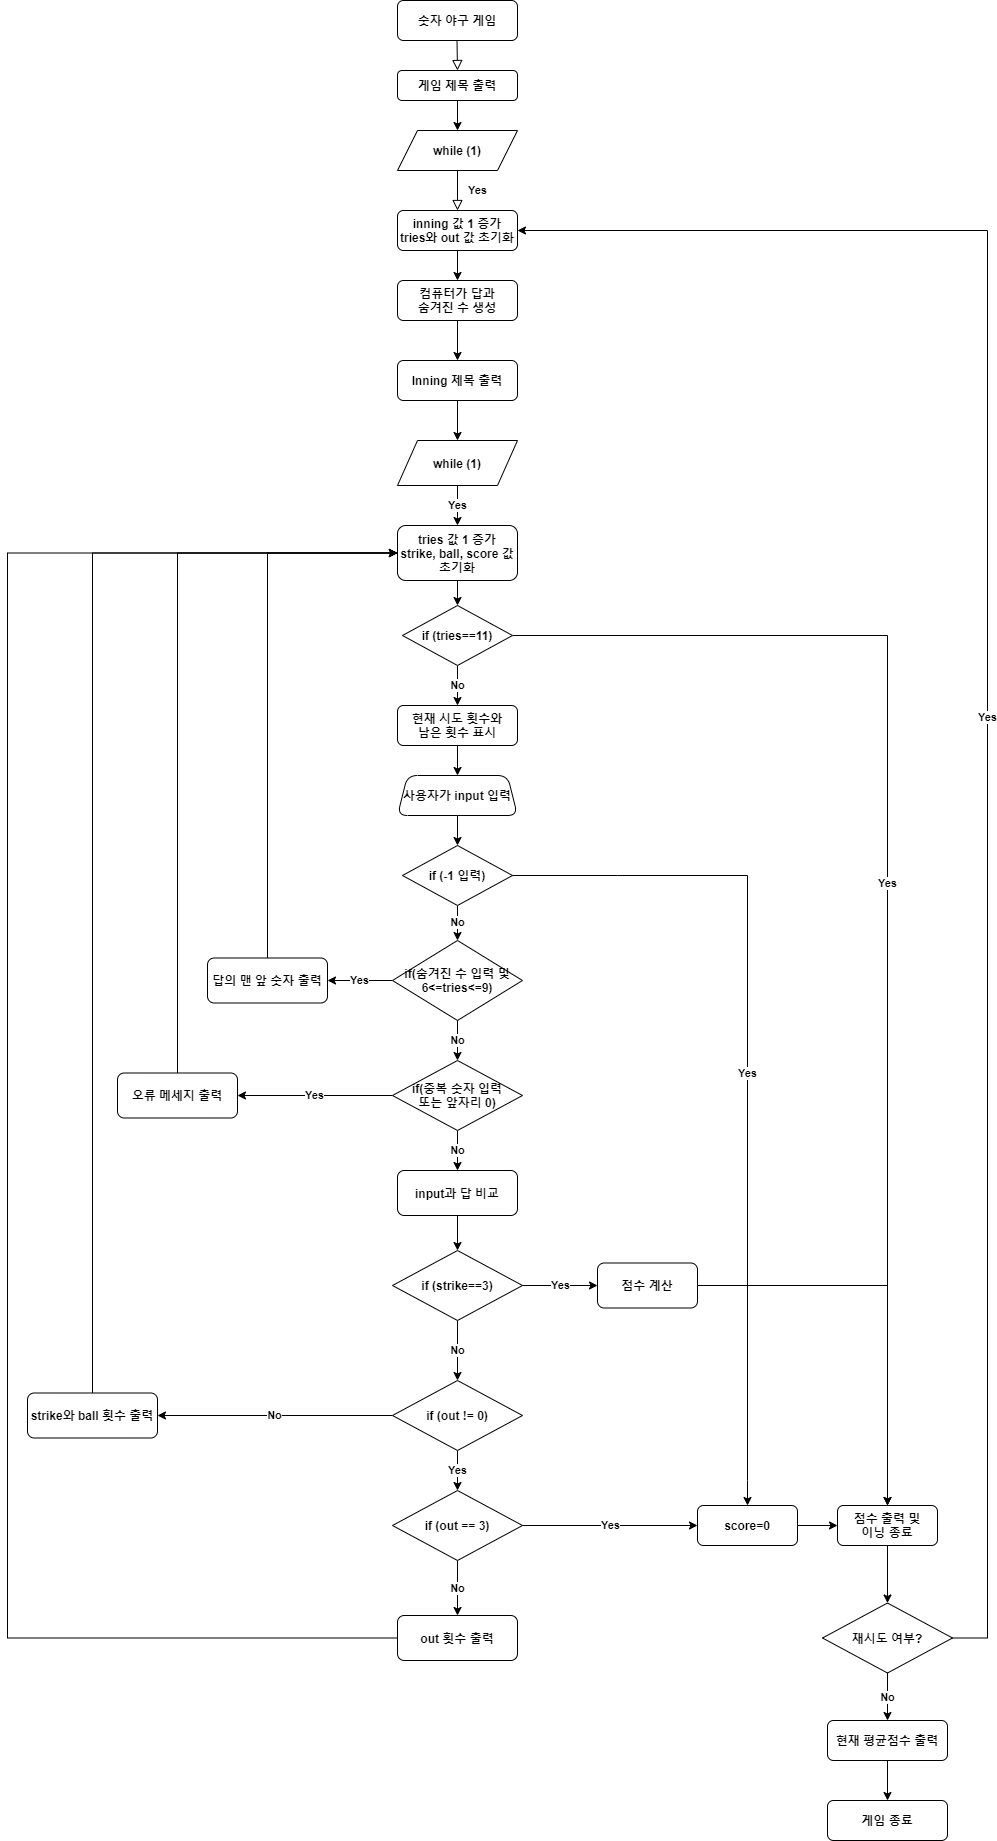 숫자 야구 게임
게임 제목 출력
while (1)
Yes
inning 값 1 증가
tries와 out 값 초기화
컴퓨터가 답과
숨겨진 수 생성
Inning 제목 출력
while (1)
Yes
tries 값 1 증가
strike, ball, score 값
초기화
if (tries==11)
No
현재 시도 횟수와
남은 횟수 표시
Yes
사용자가 input 입력
if (-1 입력)
Yes
No
답의 맨 앞 숫자 출력
Yes
if(숨겨진 수 입력 및
6<=tries<=9)
No
Yes
오류 메세지 출력
Yes
if(중복 숫자 입력
또는 앞자리 0)
No
input과 답 비교
if (strike==3)
Yes
점수 계산
No
strike와 ball 횟수 출력
No
if (out != 0)
Yes
if (out == 3)
Yes
score=0
점수 출력 및
이닝 종료
No
out 횟수 출력
재시도 여부?
No
현재 평균점수 출력
게임 종료